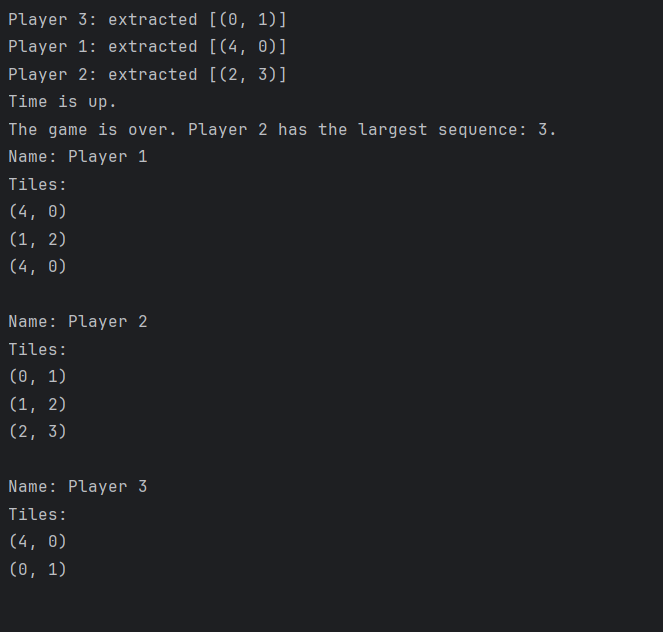 Player 3: extracted [(0, 1)]
Player 1: extracted [(4, 0)]
Player 2: extracted [(2, 3)]
Time is up.
The game is over. Player 2 has the largest sequence: 3.
Name: Player 1
Tiles:
(4, 0)
(1, 2)
(4, 0)

Name: Player 2
Tiles:
(0, 1)
(1, 2)
(2, 3)

Name: Player 3
Tiles:
(4, 0)
(0, 1)